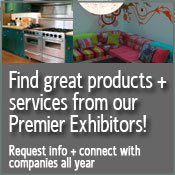 Find great products +
services from our
Premier Exhibitors!
Request info + connect with
companies all year